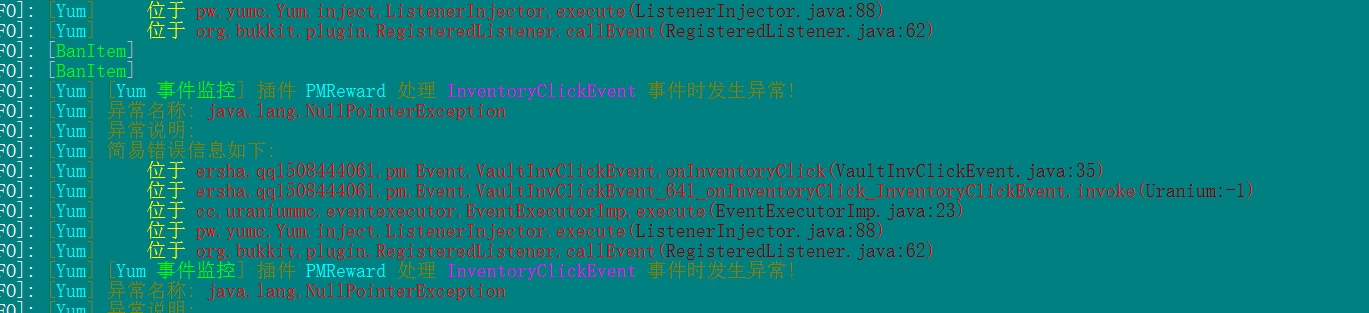 FO]: [Yum] 位于 pw.yumc.Yum.inject.ListenerInjector.execute(ListenerInjector.java:88)
FO]: [Yum] 位于 org.bukkit.plugin.RegisteredListener.callEvent(RegisteredListener.java:62)
FO]: [BanItem]
FO]: [BanItem]
FO]: [Yum] [Yum 事件监控] 插件 PMReward 处理 InventoryClickEvent 事件时发生异常!
FO]: [Yum] 异常名称: java.lang.NullPointerException
FO]: [Yum] 异常说明:
FO]: [Yum] 简易错误信息如下:
FO]: [Yum] 位于 ersha.qq1508444061.pm.Event.VaultInvClickEvent.onInventoryClick(VaultInvClickEvent.java:35)
FO]: [Yum] 位于 ersha.qq1508444061.pm.Event.VaultInvClickEvent_641_onInventoryClick_InventoryClickEvent.invoke(Uranium:-1)
FO]: [Yum] 位于 cc.uraniummc.eventexecutor.EventExecutorImp.execute(EventExecutorImp.java:23)
FO]: [Yum] 位于 pw.yumc.Yum.inject.ListenerInjector.execute(ListenerInjector.java:88)
FO]: [Yum] 位于 org.bukkit.plugin.RegisteredListener.callEvent(RegisteredListener.java:62)
FO]: [Yum] [Yum 事件监控] 插件 PMReward 处理 InventoryClickEvent 事件时发生异常!
FO]: [Yum] 异常名称: java.lang.NullPointerException
FO]: [Yum] 异常说明: